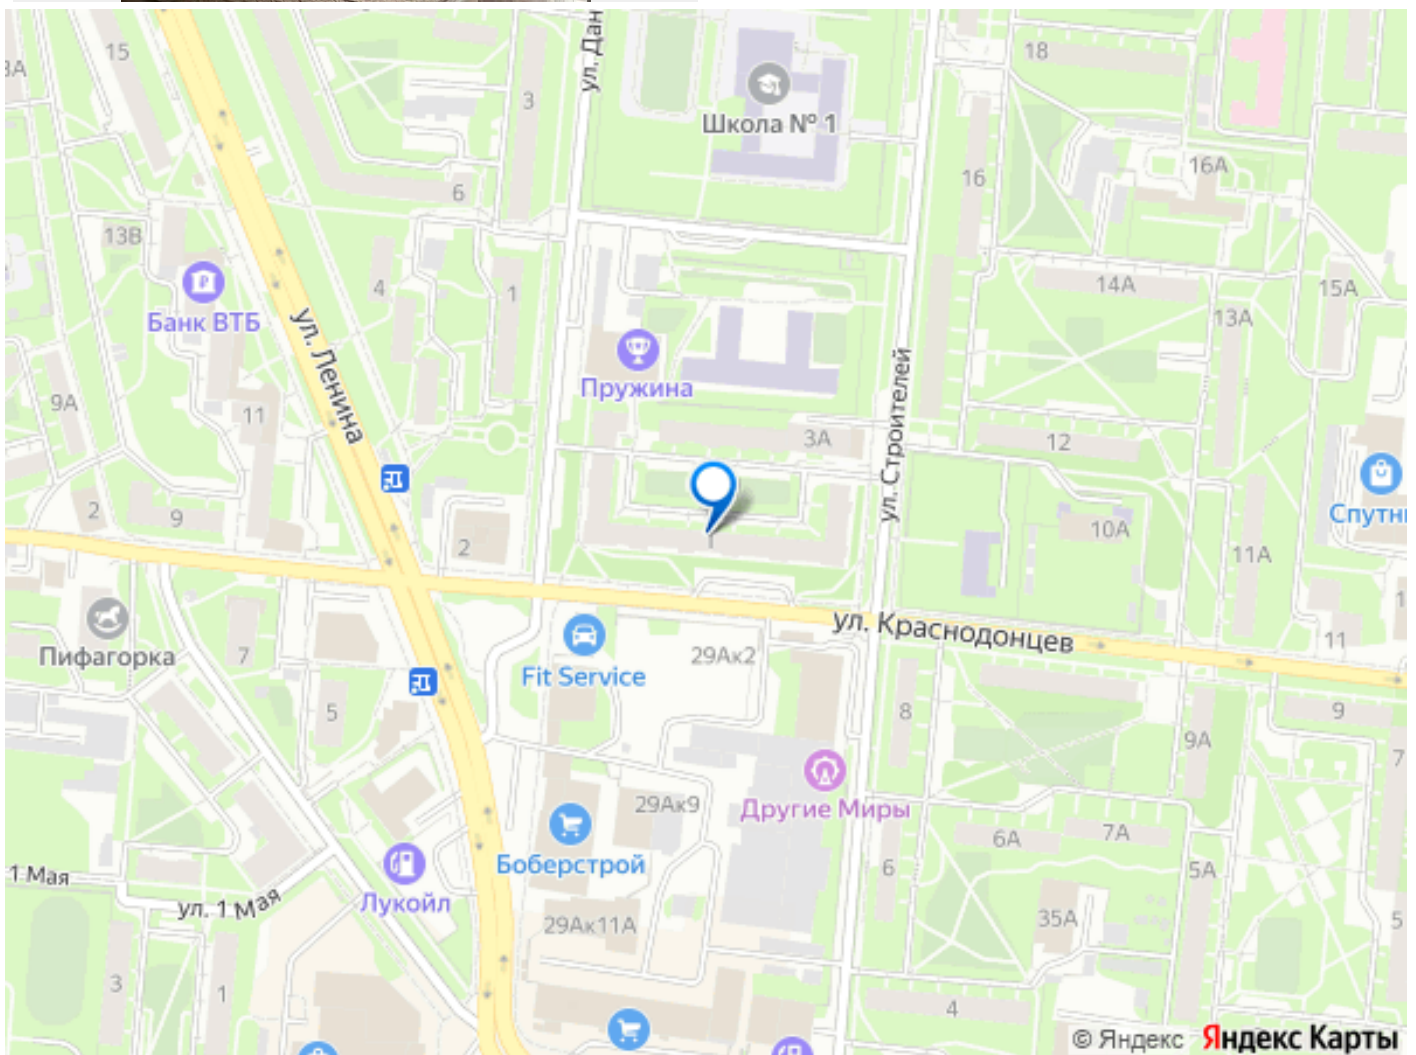 15
3А
3
ул. Дан
Школа № 1
18
16А
16
6
13В
4
1
Банк ВТБ
ул. Ленина
14А
15А
13А
Пружина
9А
11
3А
ул. Строителей
12
2
9
2
10А
11А
Спутни
ул. Краснодонцев
11
1
Пифагорка
7
Fit Service
29Ак2
5
8
9
9А
7
Другие Миры
29Ак9
6А
7А
Боберстрой
6
5А
1 Мая
ул. 1 Мая
Лукойл
29Ак11А
35А
5
3
1
4
© Яндекс Яндекс Карты